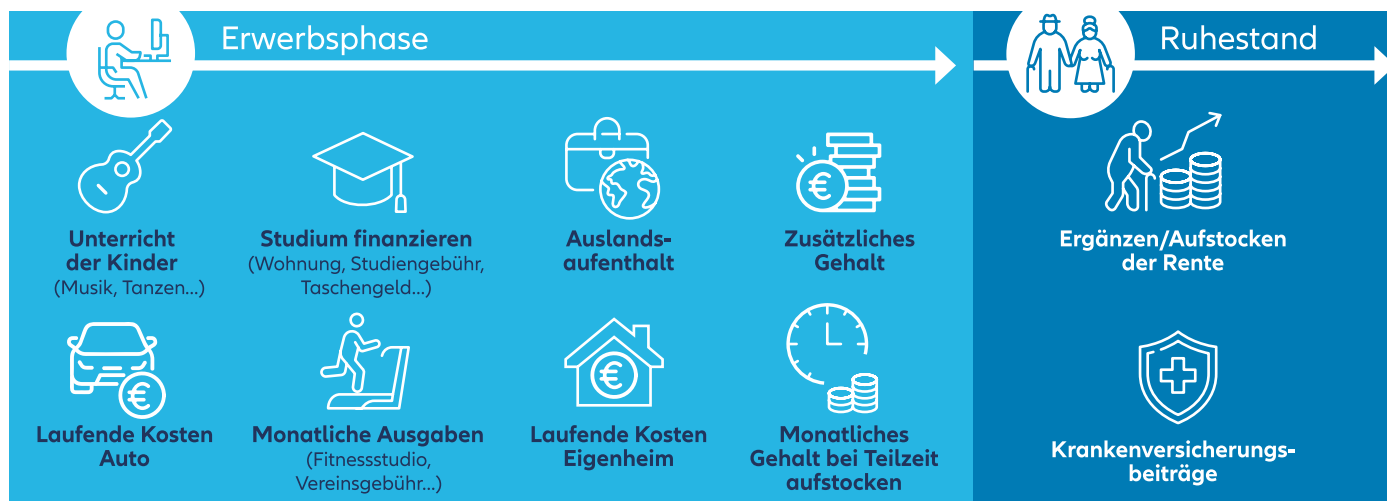 Erwerbsphase
Unterricht
der Kinder
(Musik, Tanzen...)
Studium finanzieren
(Wohnung, Studiengebühr,
Taschengeld...)
Auslands-
aufenthalt
Zusätzliches
Gehalt
Laufende Kosten
Auto
Monatliche Ausgaben
(Fitnessstudio,
Vereinsgebühr...)
Laufende Kosten
Eigenheim
Monatliches
Gehalt bei Teilzeit
aufstocken
Ruhestand
Ergänzen/Aufstocken
der Rente
Krankenversicherungs-
beiträge